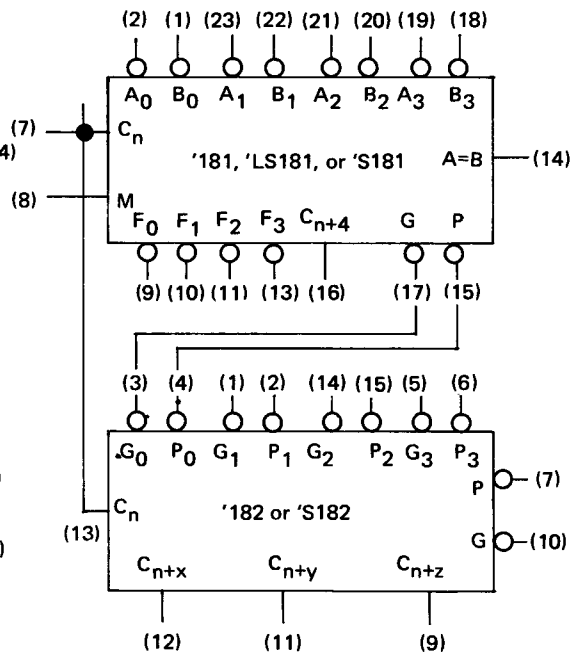 (2) (1) (23) (22) (21) (20) (19) (18)
A0 B0 A1 B1 A2 B2 A3 B3
(7) Cn
4)
'181, 'LS181, or 'S181 A=B (14)
(8) M
F0 F1 F2 F3 Cn+4 G P
(9) (10) (11) (13) (16) (17) (15)
(3) (4) (1) (2) (14) (15) (5) (6)
G0 P0 G1 P1 G2 P2 G3 P3
P (7)
Cn '182 or 'S182
(13) G (10)
)
Cn+x Cn+y Cn+z
(12) (11) (9)